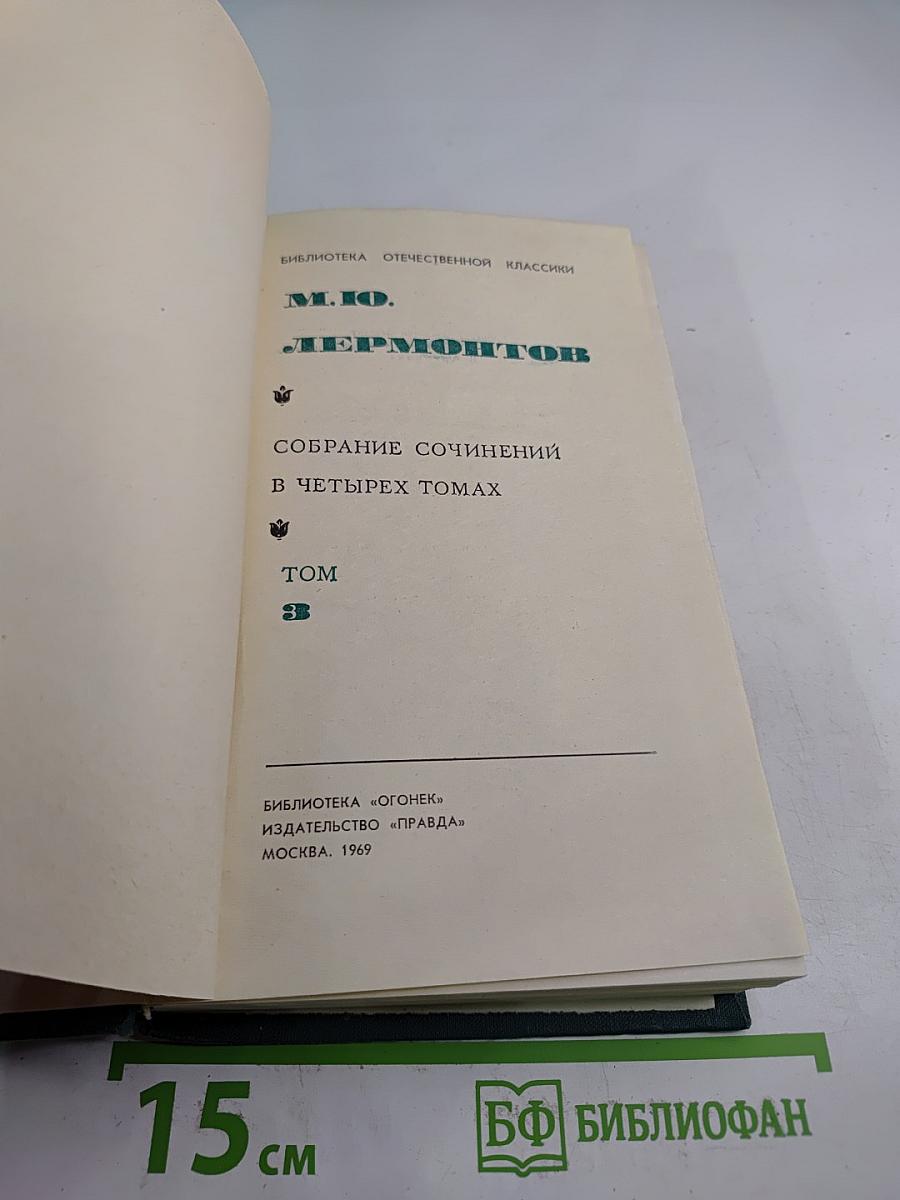 БИБЛИОТЕКА ОТЕЧЕСТВЕННОЙ КЛАССИКИ
М. Ю.
ЛЕРМОНТОВ
СОБРАНИЕ СОЧИНЕНИЙ
В ЧЕТЫРЕХ ТОМАХ
ТОМ
3
БИБЛИОТЕКА «ОГОНЕК»
ИЗДАТЕЛЬСТВО «ПРАВДА»
МОСКВА. 1969
15 см
БФ БИБЛИОФАН